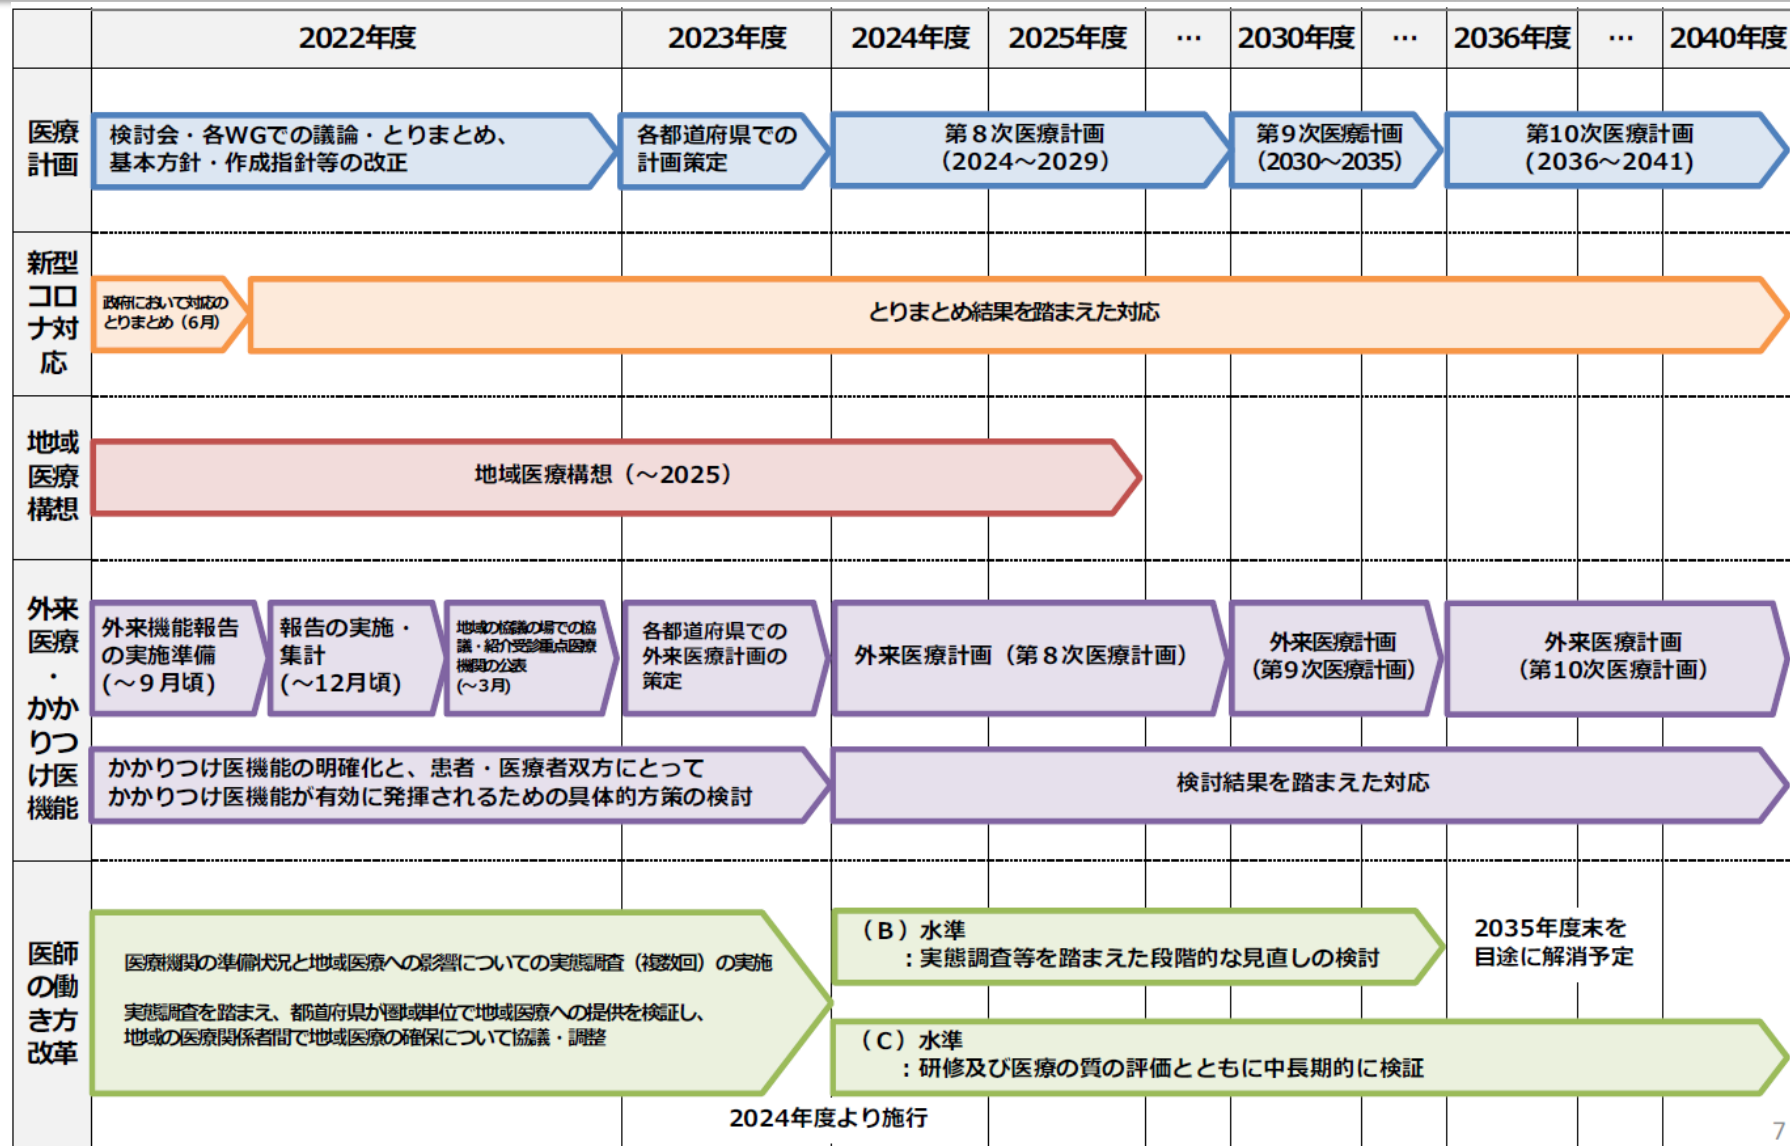 2022年度
2023年度
2024年度
2025年度
…
2030年度
…
2036年度
…
2040年度
医療
計画
検討会・各WGでの議論・とりまとめ、
基本方針・作成指針等の改正
各都道府県での
計画策定
第８次医療計画
（2024～2029）
第９次医療計画
（2030～2035）
第10次医療計画
(2036～2041)
新型
コロ
ナ対
応
政府において対応の
とりまとめ（６月）
とりまとめ結果を踏まえた対応
地域
医療
構想
地域医療構想（～2025）
外来
医療
・
かか
りつ
け医
機能
外来機能報告
の実施準備
(～９月頃)
報告の実施・
集計
(～12月頃)
地域の協議の場での協
議・紹介受診重点医療
機関の公表
(～３月)
各都道府県での
外来医療計画の
策定
外来医療計画（第８次医療計画）
外来医療計画
（第９次医療計画）
外来医療計画
（第10次医療計画）
かかりつけ医機能の明確化と、患者・医療者双方にとって
かかりつけ医機能が有効に発揮されるための具体的方策の検討
検討結果を踏まえた対応
医師
の働
き方
改革
医療機関の準備状況と地域医療への影響についての実態調査（複数回）の実施
実態調査を踏まえ、都道府県が圏域単位で地域医療への提供を検証し、
地域の医療関係者間で地域医療の確保について協議・調整
（Ｂ）水準
：実態調査等を踏まえた段階的な見直しの検討
2035年度末を
目途に解消予定
（Ｃ）水準
：研修及び医療の質の評価とともに中長期的に検証
2024年度より施行
7